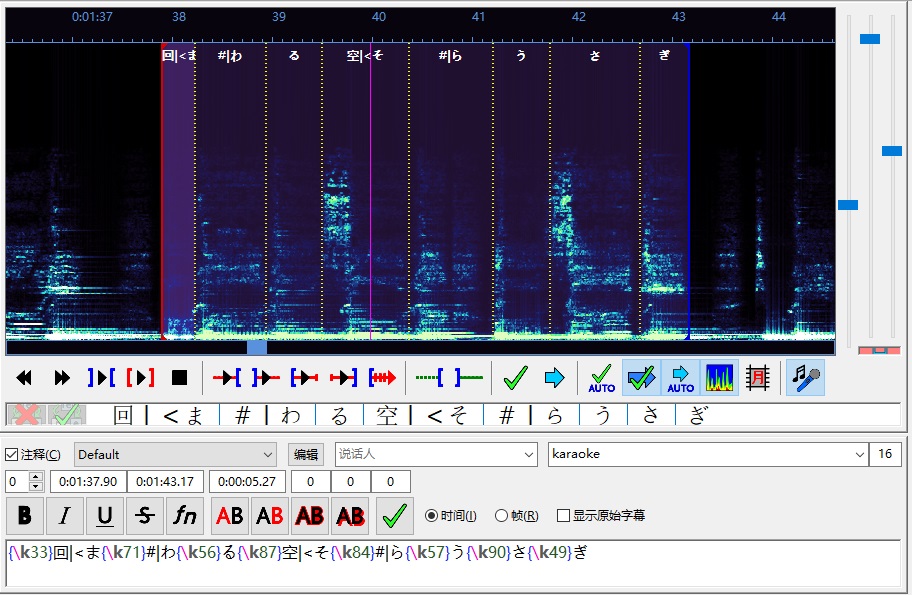 0:01:37 38 39 40 41 42 43 44
回|<ま #|わ る 空|<そ #|ら う さ ぎ
AUTO AUTO 月
回|<ま#|わる空|<そ#|らうさぎ
注释(C) Default 编辑 说话人 karaoke 16
0 0:01:37.90 0:01:43.17 0:00:05.27 0 0 0
B I U S fn AB AB AB AB 时间(I) 帧(R) 显示原始字幕
{\k33}回|<ま{\k71}#|わ{\k56}る{\k87}空|<そ{\k84}#|ら{\k57}う{\k90}さ{\k49}ぎ